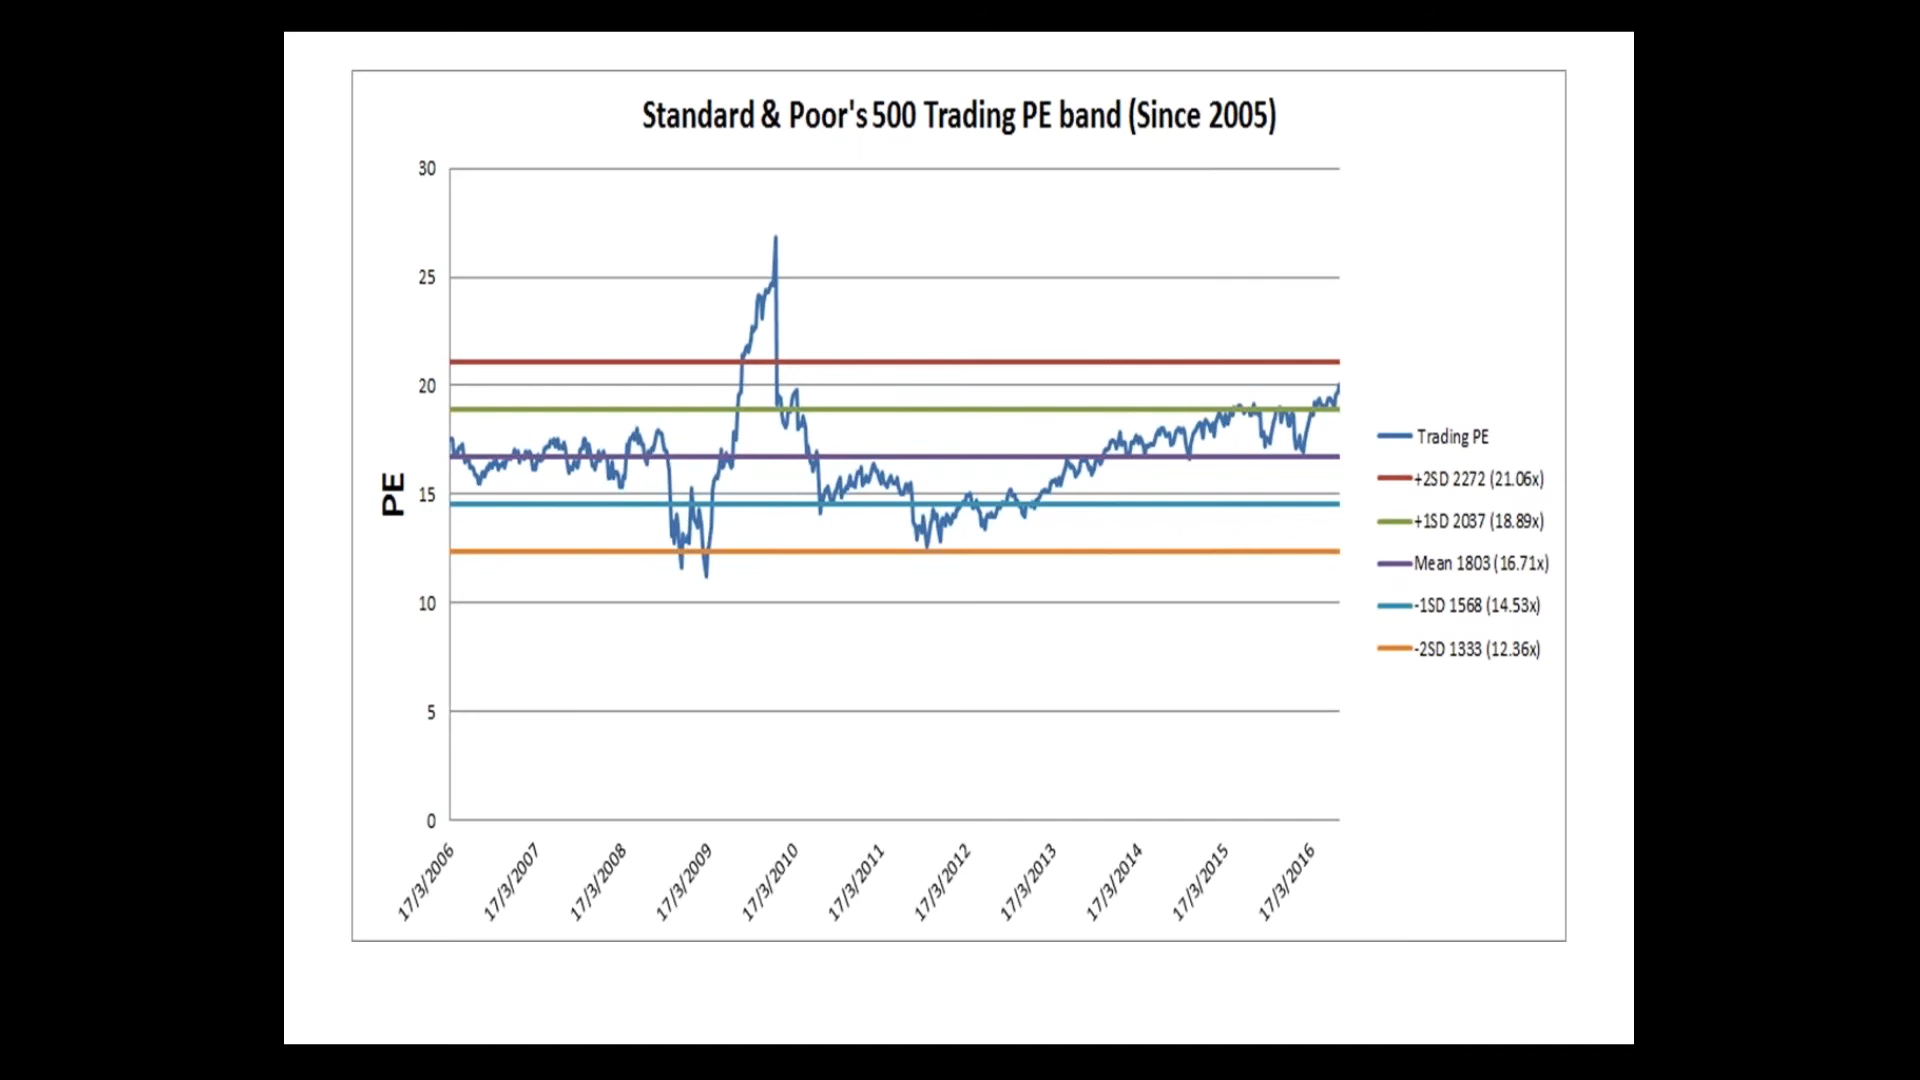 Standard & Poor's 500 Trading PE band (Since 2005)
30
25
20
15
10
5
0
PE
17/3/2006
17/3/2007
17/3/2008
17/3/2009
17/3/2010
17/3/2011
17/3/2012
17/3/2013
17/3/2014
17/3/2015
17/3/2016
Trading PE
+2SD 2272 (21.06x)
+1SD 2037 (18.89x)
Mean 1803 (16.71x)
-1SD 1568 (14.53x)
-2SD 1333 (12.36x)